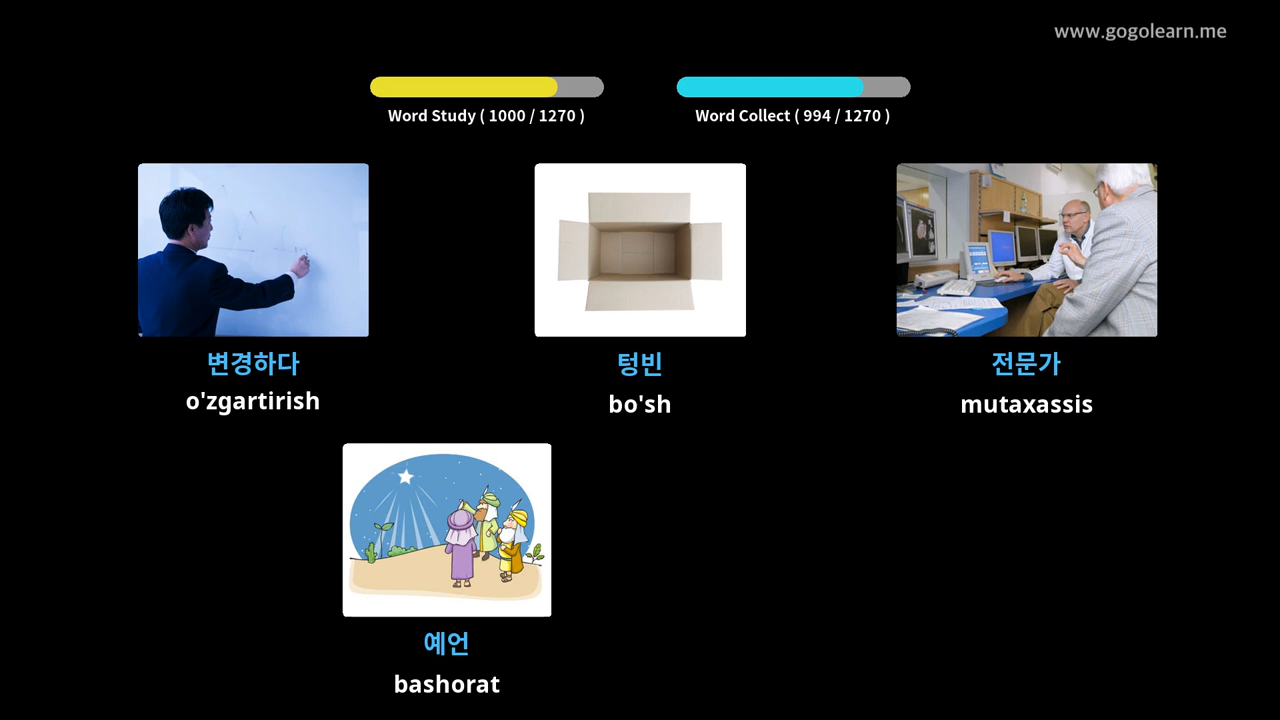 www.gogolearn.me
Word Study ( 1000 / 1270 )
Word Collect ( 994 / 1270 )
변경하다
텅빈
전문가
o'zgartirish
bo'sh
mutaxassis
예언
bashorat